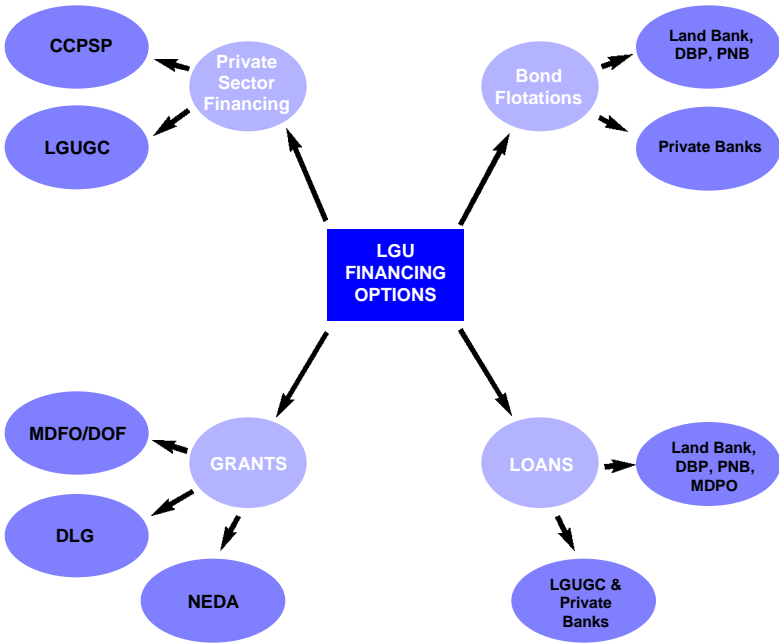 CCPSP
Private
Sector
Financing
LGUGC
Bond
Flotations
Land Bank,
DBP, PNB
Private Banks
LGU
FINANCING
OPTIONS
MDFO/DOF
GRANTS
DLG
NEDA
LOANS
Land Bank,
DBP, PNB,
MDPO
LGUGC &
Private
Banks